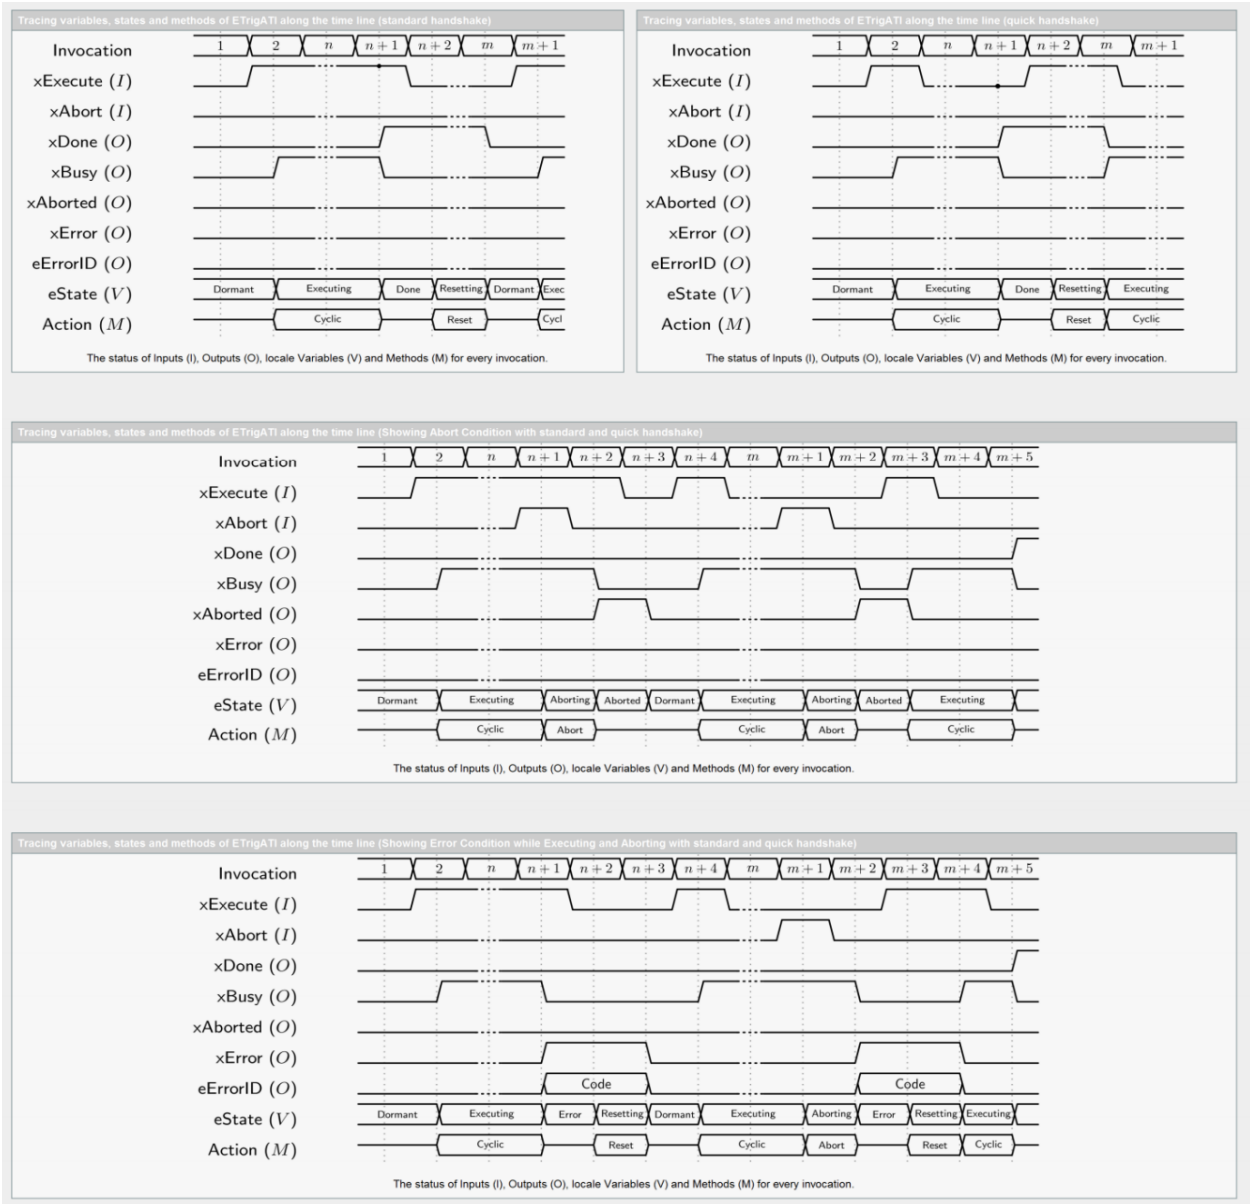 Tracing variables, states and methods of ETrigATI along the time line (standard handshake)
Invocation 1 2 n n + 1 n + 2 m m + 1
xExecute (I)
xAbort (I)
xDone (O)
xBusy (O)
xAborted (O)
xError (O)
eErrorID (O)
eState (V) Dormant Executing Done Resetting Dormant Exec
Action (M) Cyclic Reset Cycl
The status of Inputs (I), Outputs (O), locale Variables (V) and Methods (M) for every invocation.
Tracing variables, states and methods of ETrigATI along the time line (quick handshake)
Invocation 1 2 n n + 1 n + 2 m m + 1
xExecute (I)
xAbort (I)
xDone (O)
xBusy (O)
xAborted (O)
xError (O)
eErrorID (O)
eState (V) Dormant Executing Done Resetting Executing
Action (M) Cyclic Reset Cyclic
The status of Inputs (I), Outputs (O), locale Variables (V) and Methods (M) for every invocation.
Tracing variables, states and methods of ETrigATI along the time line (Showing Abort Condition with standard and quick handshake)
Invocation 1 2 n n + 1 n + 2 n + 3 n + 4 m m + 1 m + 2 m + 3 m + 4 m + 5
xExecute (I)
xAbort (I)
xDone (O)
xBusy (O)
xAborted (O)
xError (O)
eErrorID (O)
eState (V) Dormant Executing Aborting Aborted Dormant Executing Aborting Aborted Executing
Action (M) Cyclic Abort Cyclic Abort Cyclic
The status of Inputs (I), Outputs (O), locale Variables (V) and Methods (M) for every invocation.
Tracing variables, states and methods of ETrigATI along the time line (Showing Error Condition while Executing and Aborting with standard and quick handshake)
Invocation 1 2 n n + 1 n + 2 n + 3 n + 4 m m + 1 m + 2 m + 3 m + 4 m + 5
xExecute (I)
xAbort (I)
xDone (O)
xBusy (O)
xAborted (O)
xError (O)
eErrorID (O) Code Code
eState (V) Dormant Executing Error Resetting Dormant Executing Aborting Error Resetting Executing
Action (M) Cyclic Reset Cyclic Abort Reset Cyclic
The status of Inputs (I), Outputs (O), locale Variables (V) and Methods (M) for every invocation.